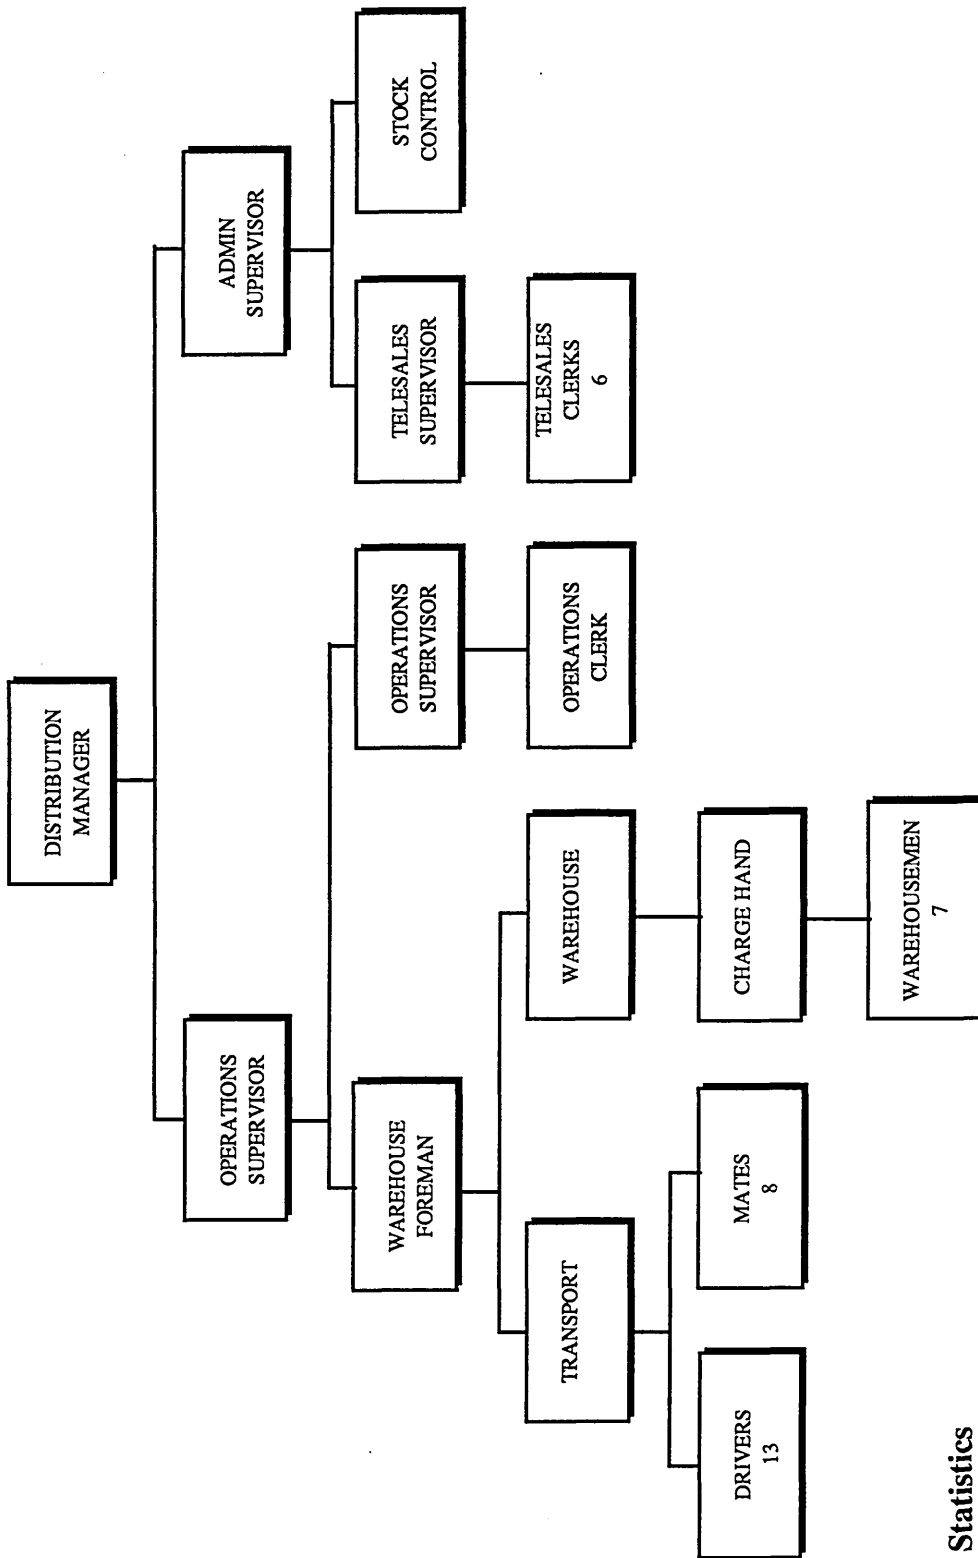 DISTRIBUTION
MANAGER
OPERATIONS
SUPERVISOR
ADMIN
SUPERVISOR
WAREHOUSE
FOREMAN
OPERATIONS
SUPERVISOR
TELESALES
SUPERVISOR
STOCK
CONTROL
TRANSPORT
WAREHOUSE
OPERATIONS
CLERK
TELESALES
CLERKS
6
DRIVERS
13
MATES
8
CHARGE HAND
WAREHOUSEMEN
7
Statistics